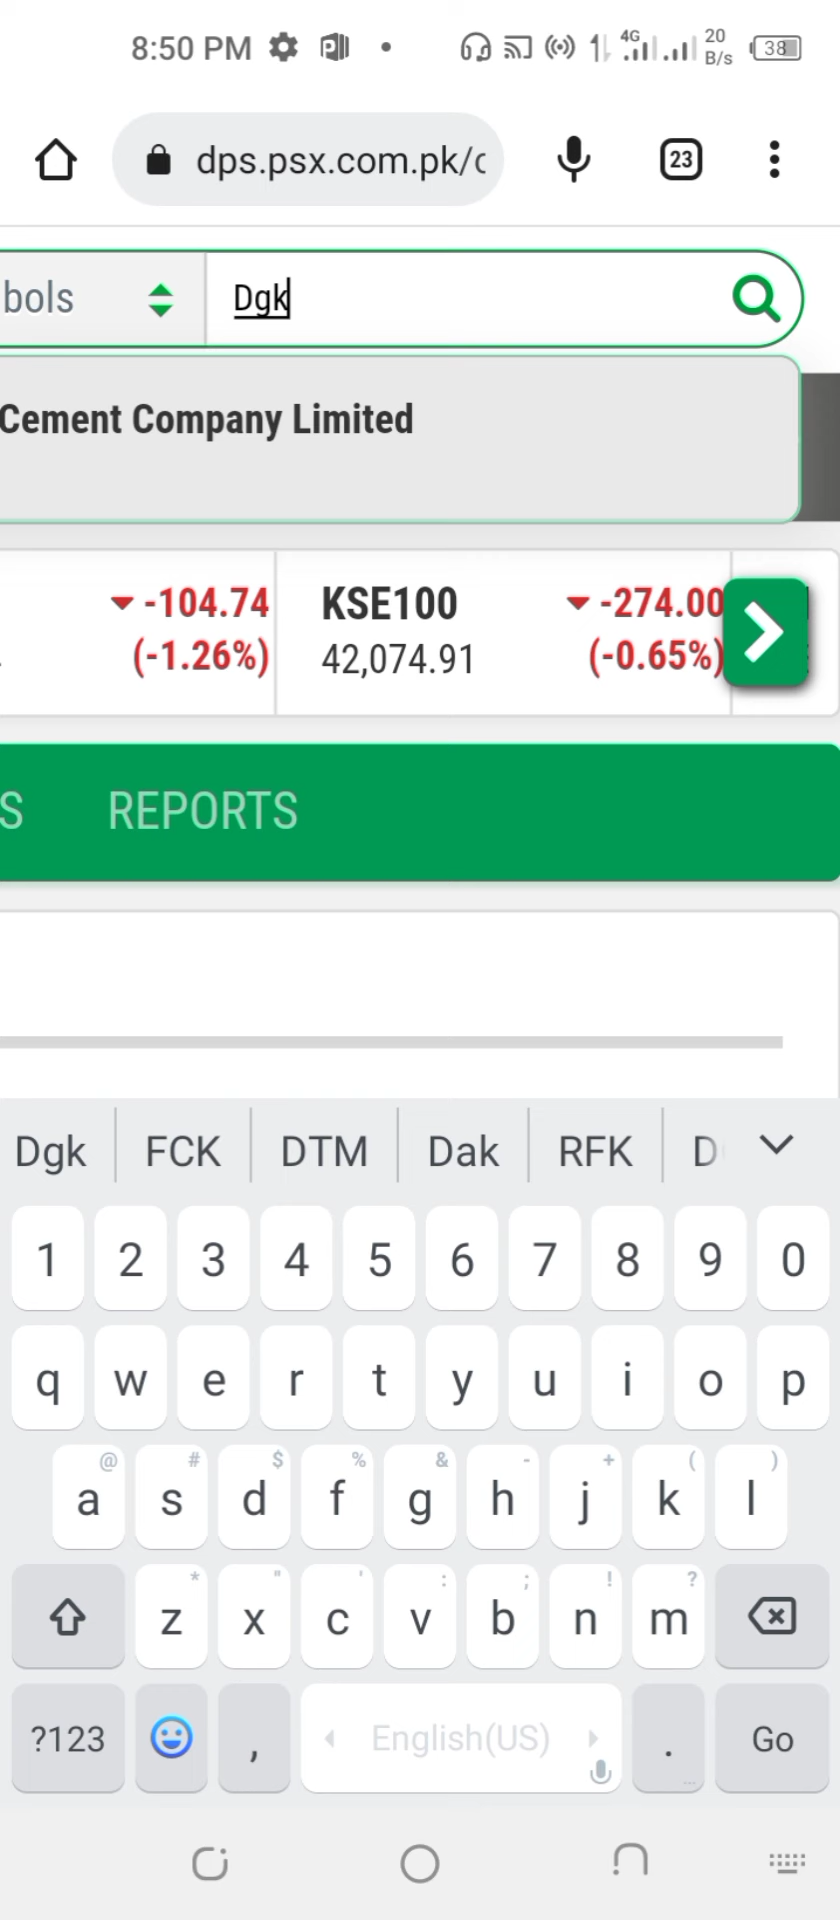 8:50 PM 4G 20 B/s 38
dps.psx.com.pk/c 23
bols Dgk
Cement Company Limited
-104.74 KSE100 -274.00
(-1.26%) 42,074.91 (-0.65%)
S REPORTS
Dgk FCK DTM Dak RFK D
1 2 3 4 5 6 7 8 9 0
q w e r t y u i o p
@ # $ % & - + ( )
a s d f g h j k l
* " ' : ; ! ?
z x c v b n m
?123 , English(US) . Go